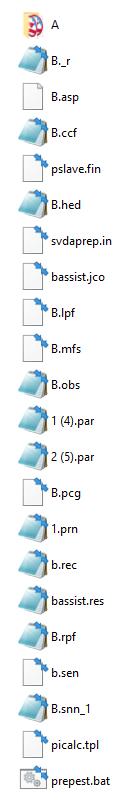 A
B._r
B.asp
B.ccf
pslave.fin
B.hed
svdaprep.in
bassist.jco
B.lpf
B.mfs
B.obs
1 (4).par
2 (5).par
B.pcg
1.prn
b.rec
bassist.res
B.rpf
b.sen
B.snn_1
picalc.tpl
prepest.bat